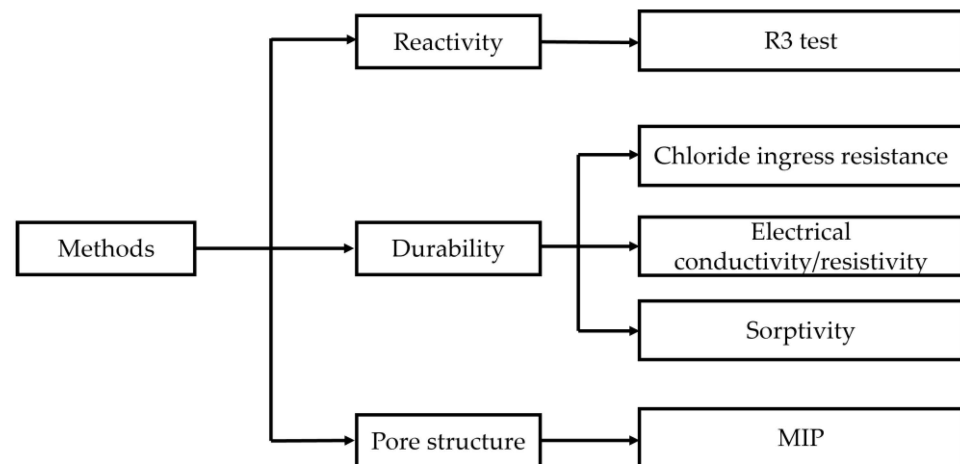 Methods
Reactivity
R3 test
Durability
Chloride ingress resistance
Electrical
conductivity/resistivity
Sorptivity
Pore structure
MIP